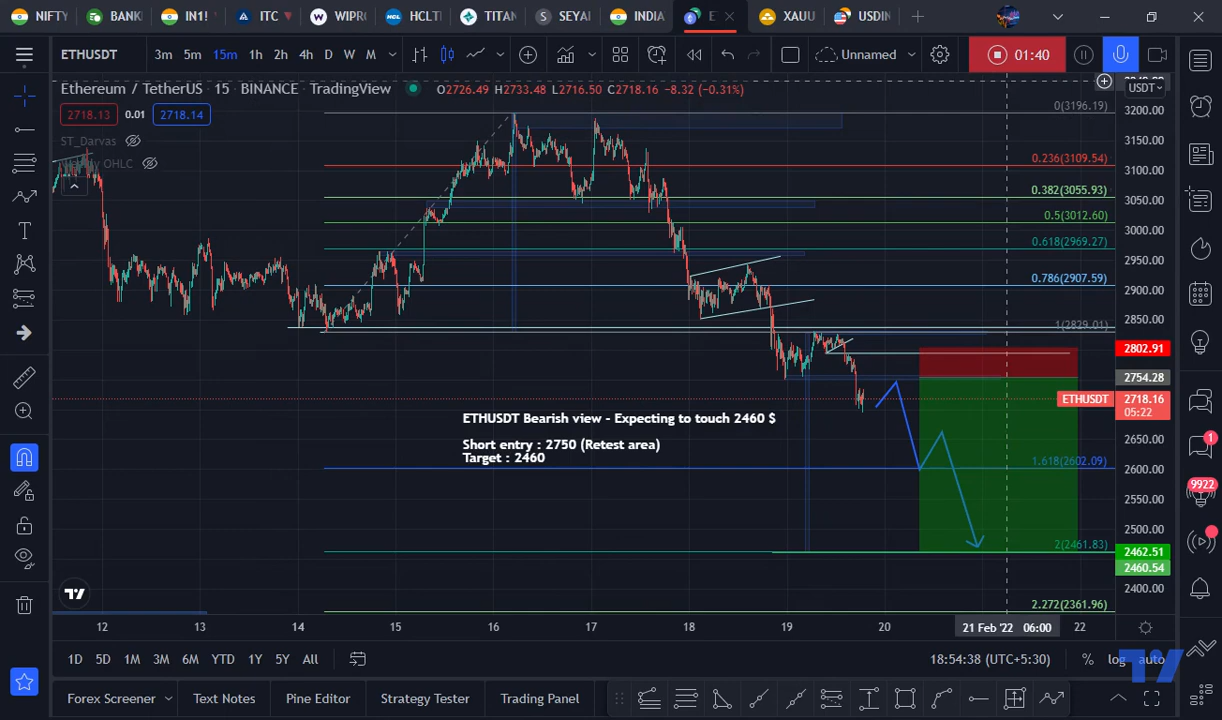 NIFTY
BANK
IN1!
ITC
WIPR
HCLT
TITAN
SEYA
INDIA
E
XAUU
USDIN
ETHUSDT
3m 5m 15m 1h 2h 4h D W M
Unnamed
01:40
Ethereum / TetherUS · 15 · BINANCE · TradingView
O2726.49 H2733.48 L2716.50 C2718.16 −8.32 (−0.31%)
USDT
2718.13 0.01 2718.14
ST_Darvas
OHLC
0(3196.19)
0.236(3109.54)
0.382(3055.93)
0.5(3012.60)
0.618(2969.27)
0.786(2907.59)
1(2829.01)
1.618(2602.09)
2(2461.83)
2.272(2361.96)
3200.00
3150.00
3100.00
3050.00
3000.00
2950.00
2900.00
2850.00
2802.91
2754.28
ETHUSDT 2718.16
05:22
2650.00
2600.00
2550.00
2500.00
2462.51
2460.54
2400.00
ETHUSDT Bearish view - Expecting to touch 2460 $
Short entry : 2750 (Retest area)
Target : 2460
1
9922
12 13 14 15 16 17 18 19 20 21 Feb '22 06:00 22
1D 5D 1M 3M 6M YTD 1Y 5Y All
18:54:38 (UTC+5:30)
% log auto
Forex Screener
Text Notes
Pine Editor
Strategy Tester
Trading Panel